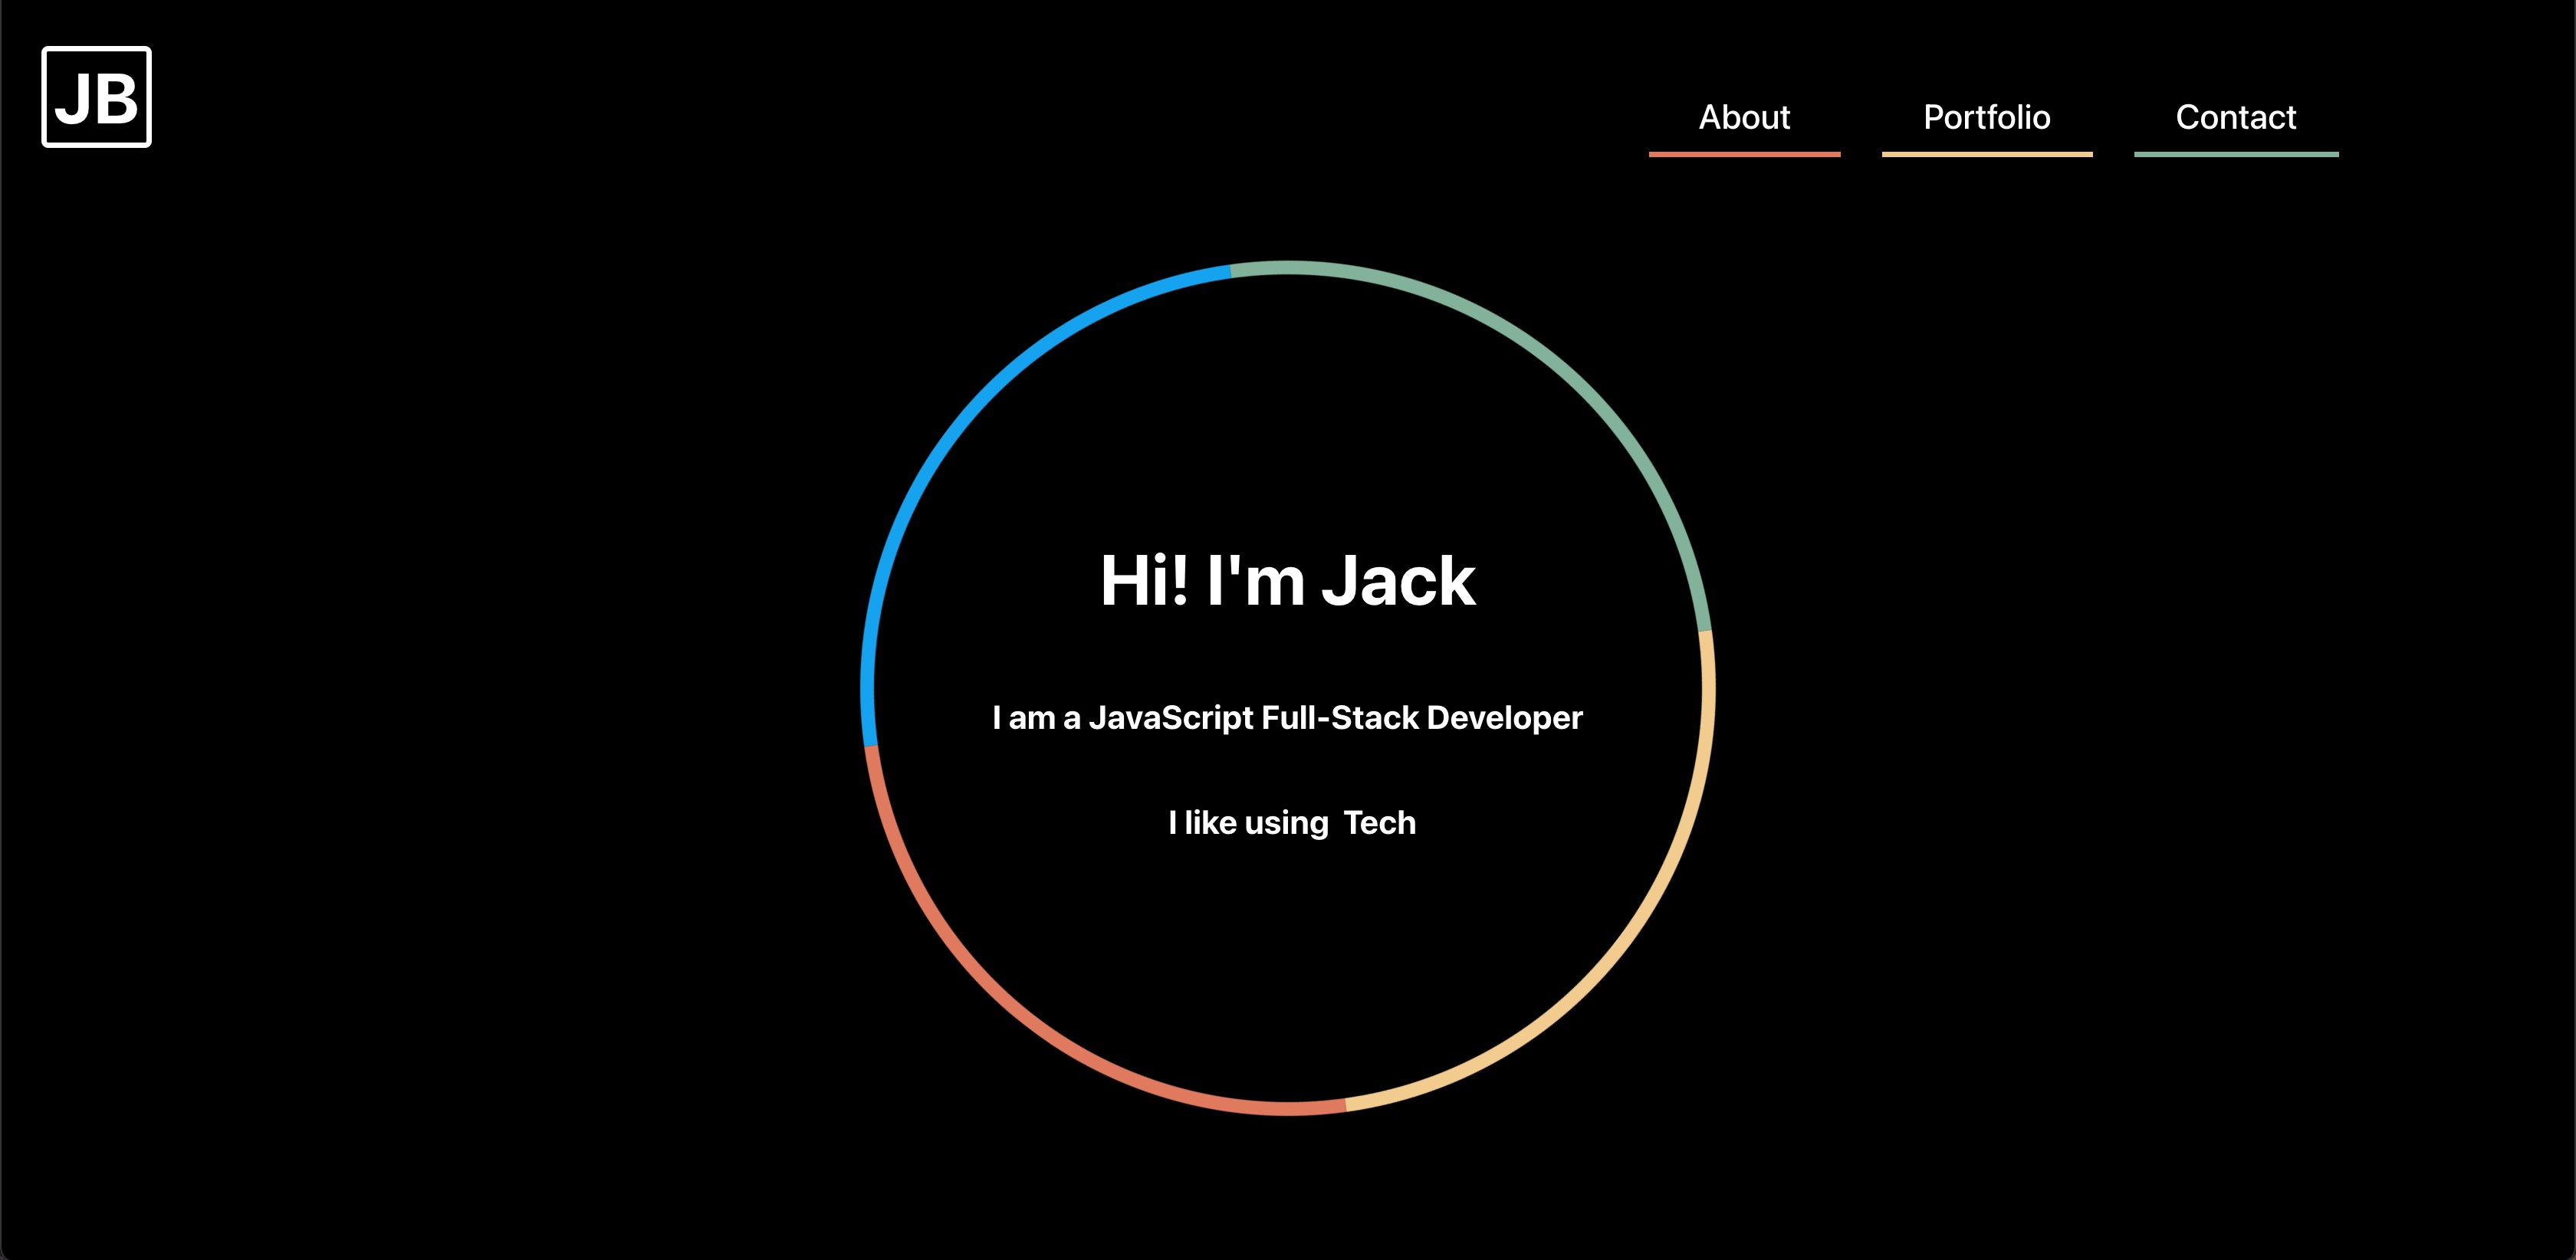 JB
About Portfolio Contact
Hi! I'm Jack
I am a JavaScript Full-Stack Developer
I like using  Tech